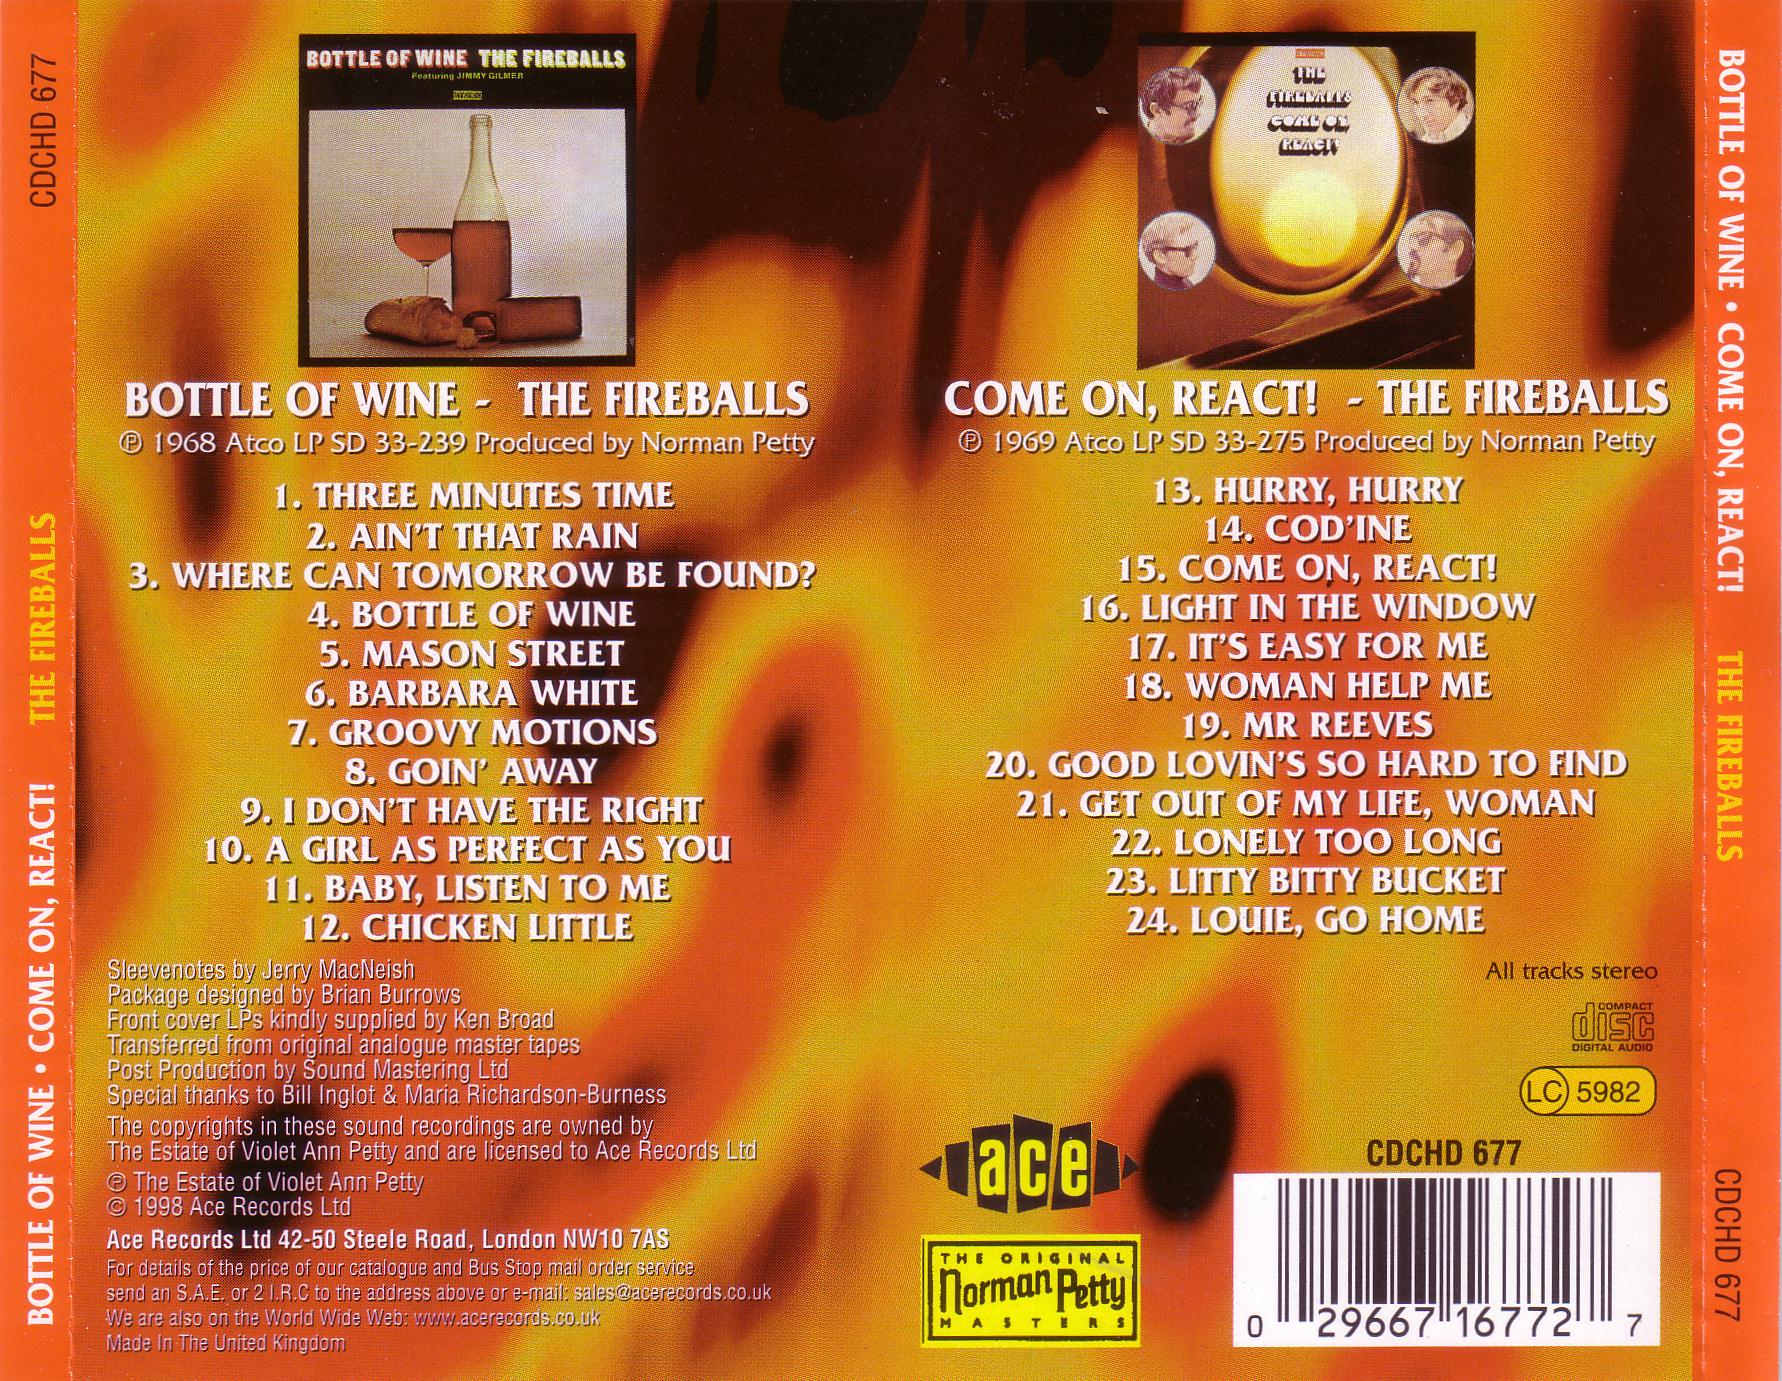 CDCHD 677
THE FIREBALLS
BOTTLE OF WINE • COME ON, REACT!
BOTTLE OF WINE THE FIREBALLS
Featuring JIMMY GILMER
THE
FIREBALLS
COME ON,
REACT!
BOTTLE OF WINE - THE FIREBALLS
℗ 1968 Atco LP SD 33-239 Produced by Norman Petty
1. THREE MINUTES TIME
2. AIN'T THAT RAIN
3. WHERE CAN TOMORROW BE FOUND?
4. BOTTLE OF WINE
5. MASON STREET
6. BARBARA WHITE
7. GROOVY MOTIONS
8. GOIN' AWAY
9. I DON'T HAVE THE RIGHT
10. A GIRL AS PERFECT AS YOU
11. BABY, LISTEN TO ME
12. CHICKEN LITTLE
COME ON, REACT! - THE FIREBALLS
℗ 1969 Atco LP SD 33-275 Produced by Norman Petty
13. HURRY, HURRY
14. COD'INE
15. COME ON, REACT!
16. LIGHT IN THE WINDOW
17. IT'S EASY FOR ME
18. WOMAN HELP ME
19. MR REEVES
20. GOOD LOVIN'S SO HARD TO FIND
21. GET OUT OF MY LIFE, WOMAN
22. LONELY TOO LONG
23. LITTY BITTY BUCKET
24. LOUIE, GO HOME
Sleevenotes by Jerry MacNeish
Package designed by Brian Burrows
Front cover LPs kindly supplied by Ken Broad
Transferred from original analogue master tapes
Post Production by Sound Mastering Ltd
Special thanks to Bill Inglot & Maria Richardson-Burness
The copyrights in these sound recordings are owned by
The Estate of Violet Ann Petty and are licensed to Ace Records Ltd
℗ The Estate of Violet Ann Petty
© 1998 Ace Records Ltd
Ace Records Ltd 42-50 Steele Road, London NW10 7AS
For details of the price of our catalogue and Bus Stop mail order service
send an S.A.E. or 2 I.R.C to the address above or e-mail: sales@acerecords.co.uk
We are also on the World Wide Web: www.acerecords.co.uk
Made In The United Kingdom
All tracks stereo
COMPACT
disc
DIGITAL AUDIO
LC 5982
ace
THE ORIGINAL
Norman Petty
MASTERS
CDCHD 677
0 29667 16772 7
BOTTLE OF WINE • COME ON, REACT!
THE FIREBALLS
CDCHD 677